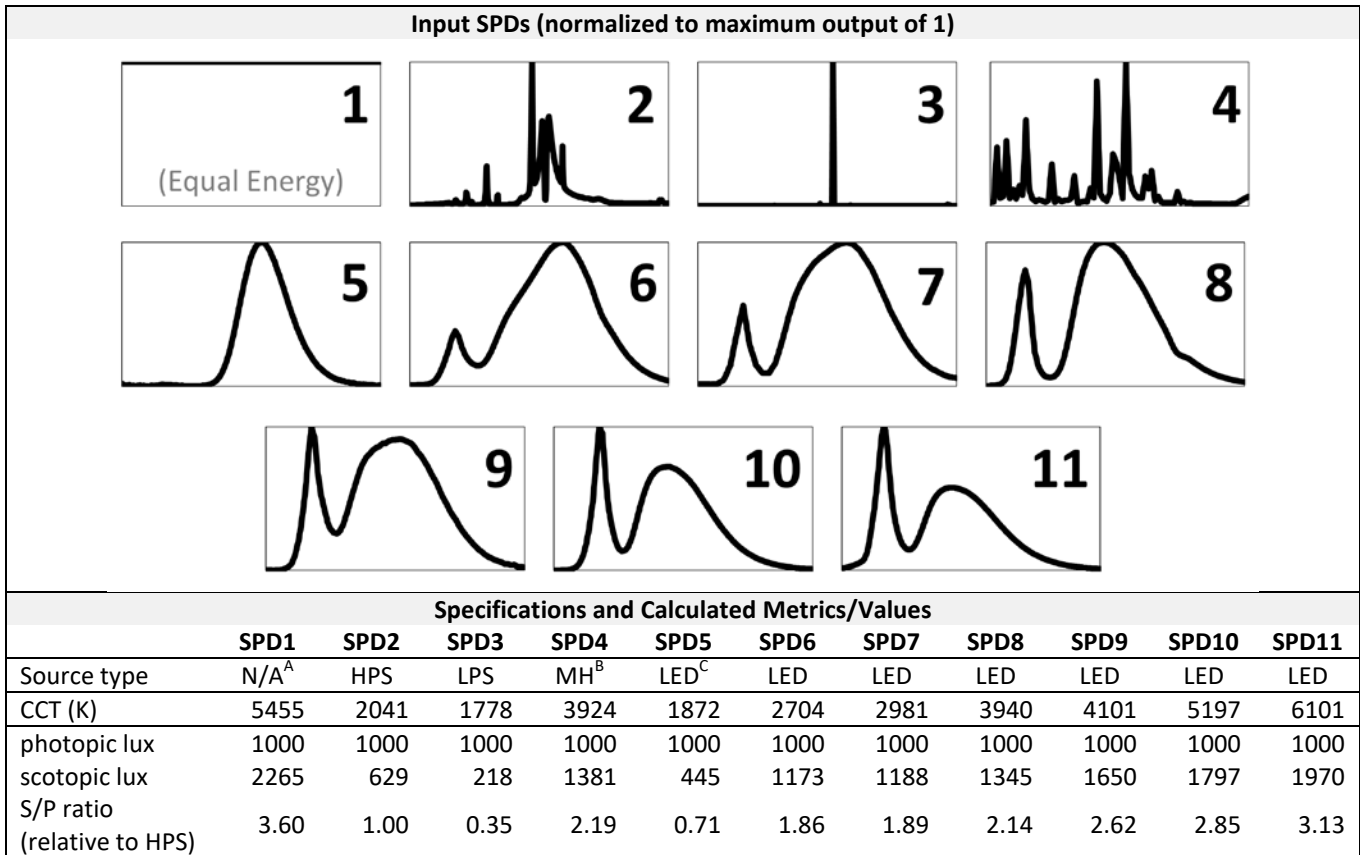 Input SPDs (normalized to maximum output of 1)
1 2 3 4
(Equal Energy)
5 6 7 8
9 10 11
Specifications and Calculated Metrics/Values
SPD1 SPD2 SPD3 SPD4 SPD5 SPD6 SPD7 SPD8 SPD9 SPD10 SPD11
Source type N/A^A HPS LPS MH^B LED^C LED LED LED LED LED LED
CCT (K) 5455 2041 1778 3924 1872 2704 2981 3940 4101 5197 6101
photopic lux 1000 1000 1000 1000 1000 1000 1000 1000 1000 1000 1000
scotopic lux 2265 629 218 1381 445 1173 1188 1345 1650 1797 1970
S/P ratio
(relative to HPS) 3.60 1.00 0.35 2.19 0.71 1.86 1.89 2.14 2.62 2.85 3.13